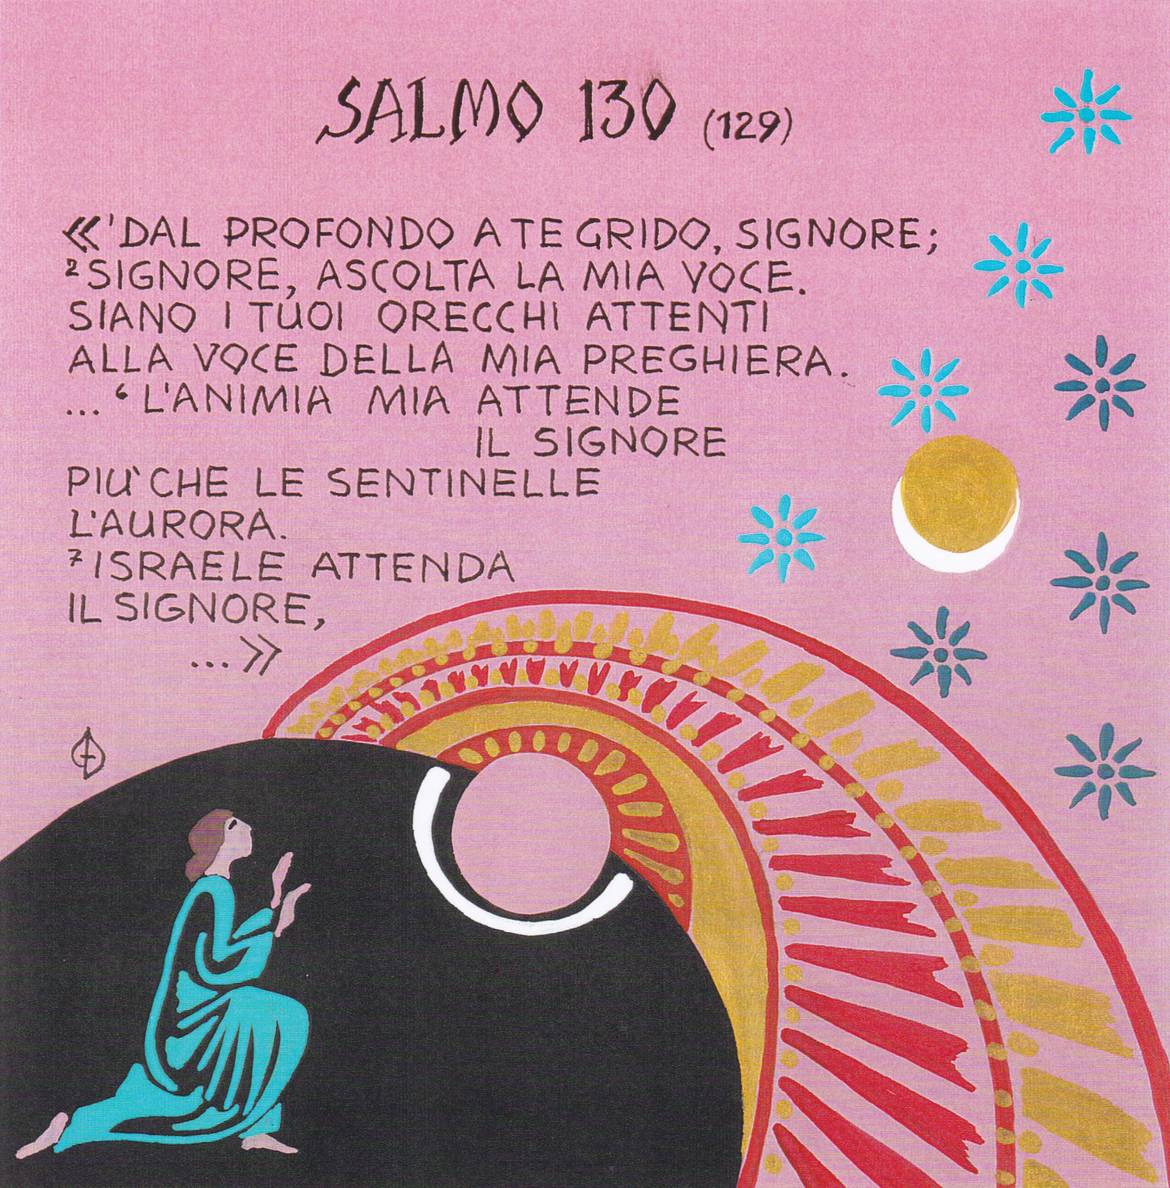 SALMO 130 (129)
«¹DAL PROFONDO A TE GRIDO, SIGNORE;
²SIGNORE, ASCOLTA LA MIA VOCE.
SIANO I TUOI ORECCHI ATTENTI
ALLA VOCE DELLA MIA PREGHIERA.
... ⁶L'ANIMIA MIA ATTENDE
IL SIGNORE
PIU' CHE LE SENTINELLE
L'AURORA.
⁷ISRAELE ATTENDA
IL SIGNORE,
...»